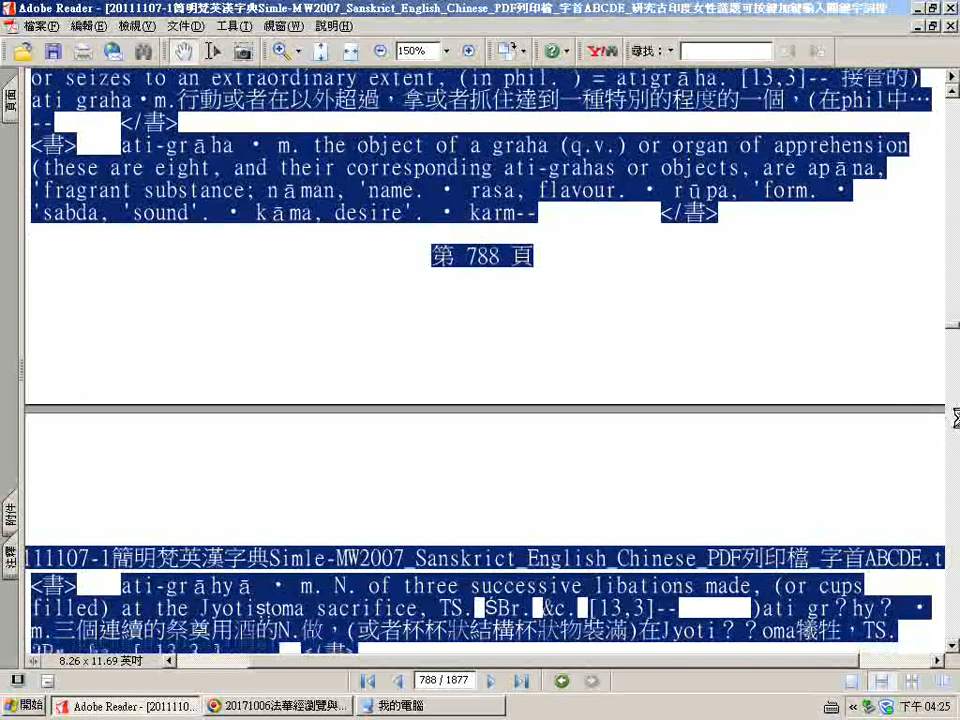 Adobe Reader - [20111107-1簡明梵英漢字典Simle-MW2007_Sanskrict_English_Chinese_PDF列印檔_字首ABCDE_研究古印度女性議題可按鍵加鍵輸入關鍵字詞搜
檔案(F) 編輯(E) 檢視(V) 文件(D) 工具(T) 視窗(W) 說明(H)
150% Y! 尋找:
頁面
or seizes to an extraordinary extent. (in phil. ) = atigrāha. [13,3]-- 接管的)
ati graha・m.行動或者在以外超過，拿或者抓住達到一種特別的程度的一個，(在phil中…
-- </書>
<書> ati-grāha ・ m. the object of a graha (q.v.) or organ of apprehension
(these are eight, and their corresponding ati-grahas or objects, are apāna,
'fragrant substance; nāman, 'name. ・ rasa, flavour. ・ rūpa, 'form. ・
'sabda, 'sound'. ・ kāma, desire'. ・ karm-- </書>
第 788 頁
附件
注釋
111107-1簡明梵英漢字典Simle-MW2007_Sanskrict_English_Chinese_PDF列印檔_字首ABCDE.t
<書> ati-grāhyā ・ m. N. of three successive libations made, (or cups
filled) at the Jyotiṣṭoma sacrifice, TS. ŚBr. &c. [13,3]-- )ati gr?hy? ・
m.三個連續的祭奠用酒的N.做，(或者杯杯狀結構杯狀物裝滿)在Jyoti？？oma犧牲，TS.
8.26 x 11.69 英吋
788 / 1877
開始 Adobe Reader - [2011110... 20171006法華經瀏覽與... 我的電腦 下午 04:25